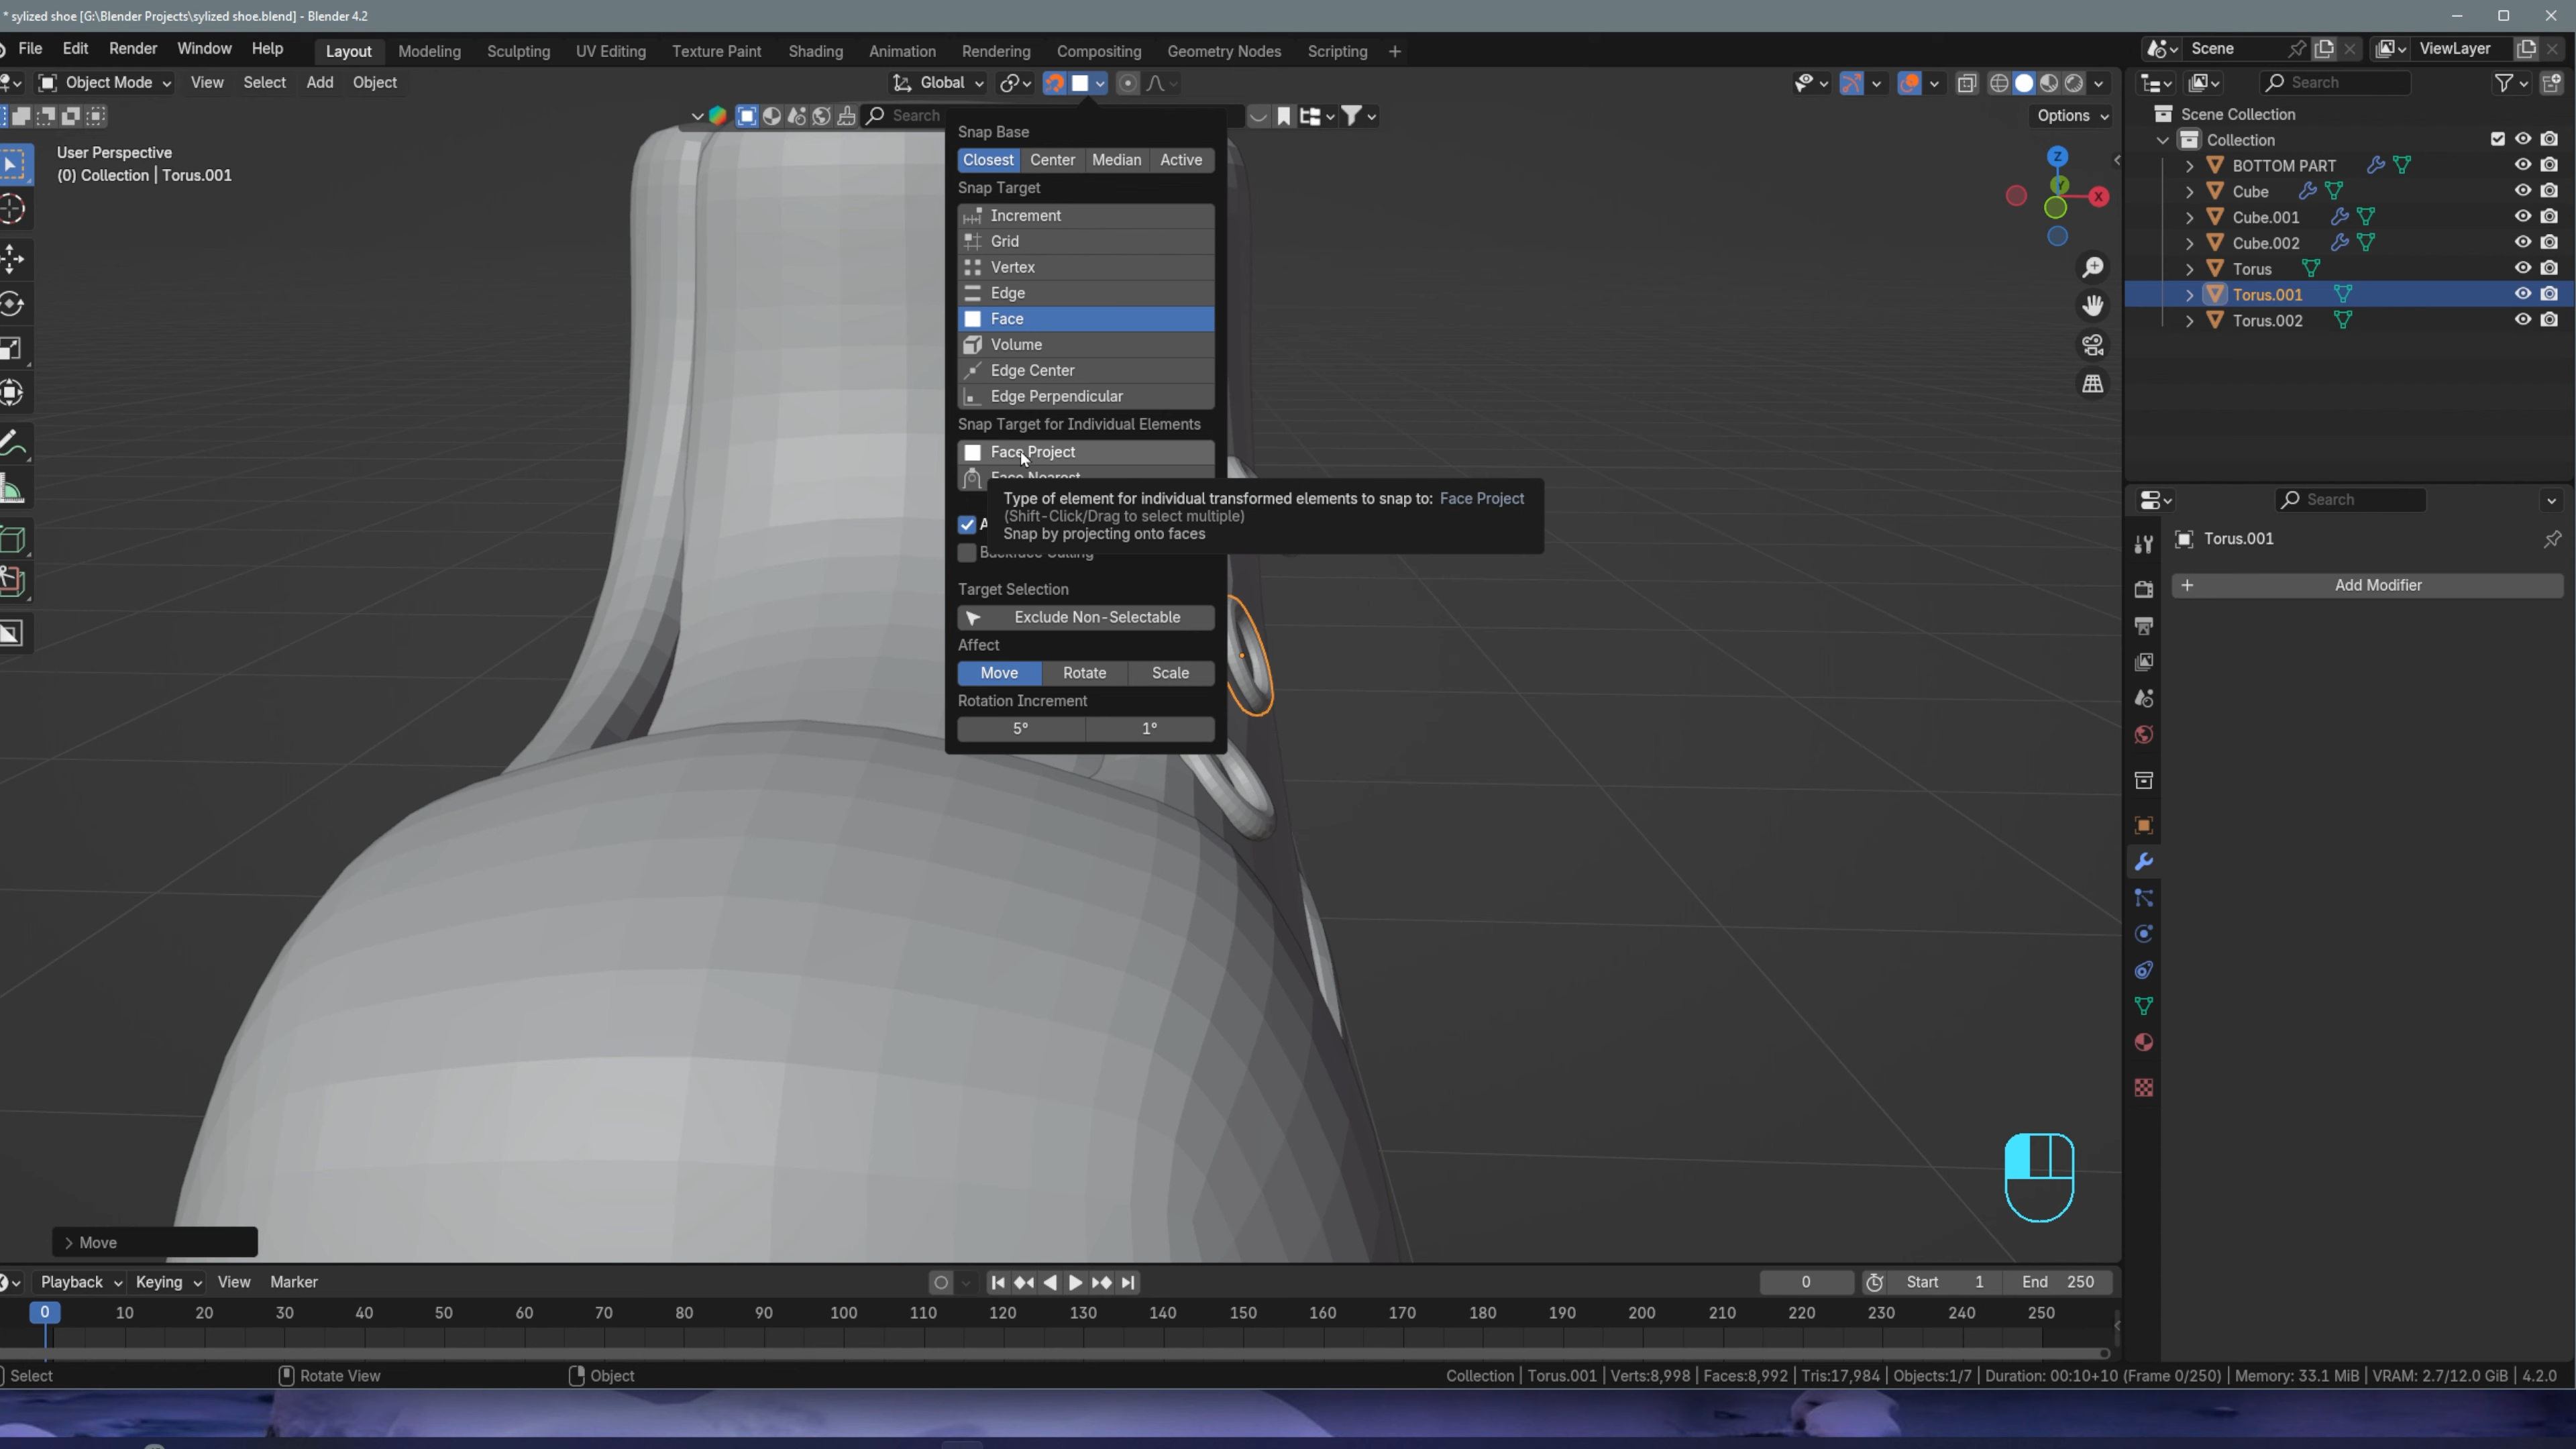 * sylized shoe [G:\Blender Projects\sylized shoe.blend] - Blender 4.2
File Edit Render Window Help Layout Modeling Sculpting UV Editing Texture Paint Shading Animation Rendering Compositing Geometry Nodes Scripting + Scene ViewLayer
Object Mode View Select Add Object Global Search
Search Options
User Perspective
(0) Collection | Torus.001
Snap Base
Closest Center Median Active
Snap Target
Increment
Grid
Vertex
Edge
Face
Volume
Edge Center
Edge Perpendicular
Snap Target for Individual Elements
Face Project
Face Nearest
Type of element for individual transformed elements to snap to: Face Project
(Shift-Click/Drag to select multiple)
Snap by projecting onto faces
A
Backface Culling
Target Selection
Exclude Non-Selectable
Affect
Move Rotate Scale
Rotation Increment
5° 1°
Z
Y
X
Scene Collection
Collection
BOTTOM PART
Cube
Cube.001
Cube.002
Torus
Torus.001
Torus.002
Search
Torus.001
+ Add Modifier
Move
Playback Keying View Marker 0 Start 1 End 250
0 10 20 30 40 50 60 70 80 90 100 110 120 130 140 150 160 170 180 190 200 210 220 230 240 250
Select Rotate View Object Collection | Torus.001 | Verts:8,998 | Faces:8,992 | Tris:17,984 | Objects:1/7 | Duration: 00:10+10 (Frame 0/250) | Memory: 33.1 MiB | VRAM: 2.7/12.0 GiB | 4.2.0